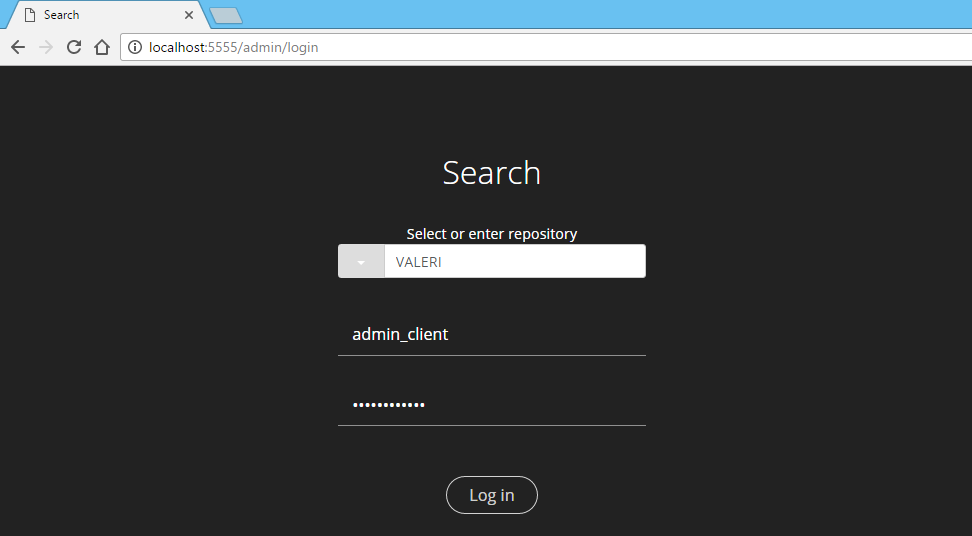 Search
localhost:5555/admin/login
Search
Select or enter repository
VALERI
admin_client
••••••••••••
Log in